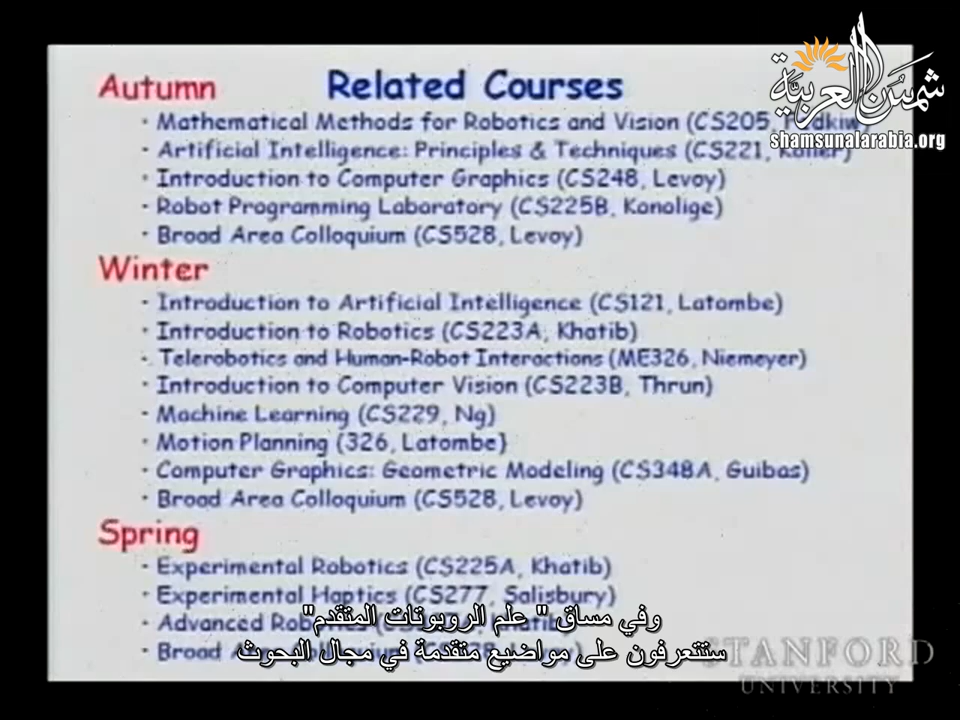 شمس العربية
shamsunalarabia.org
Related Courses
Autumn
· Mathematical Methods for Robotics and Vision (CS205,
· Artificial Intelligence: Principles & Techniques (CS221, Koller)
· Introduction to Computer Graphics (CS248, Levoy)
· Robot Programming Laboratory (CS225B, Konolige)
· Broad Area Colloquium (CS528, Levoy)
Winter
· Introduction to Artificial Intelligence (CS121, Latombe)
· Introduction to Robotics (CS223A, Khatib)
· Telerobotics and Human-Robot Interactions (ME326, Niemeyer)
· Introduction to Computer Vision (CS223B, Thrun)
· Machine Learning (CS229, Ng)
· Motion Planning (326, Latombe}
· Computer Graphics: Geometric Modeling (CS348A, Guibas)
· Broad Area Colloquium (CS528, Levoy)
Spring
· Experimental Robotics (CS225A, Khatib)
· Experimental Haptics (CS277, Salisbury)
· Advanced
· Broad
وفي مساق " علم الروبوتات المتقدم"
ستتعرفون على مواضيع متقدمة في مجال البحوث
STANFORD
UNIVERSITY